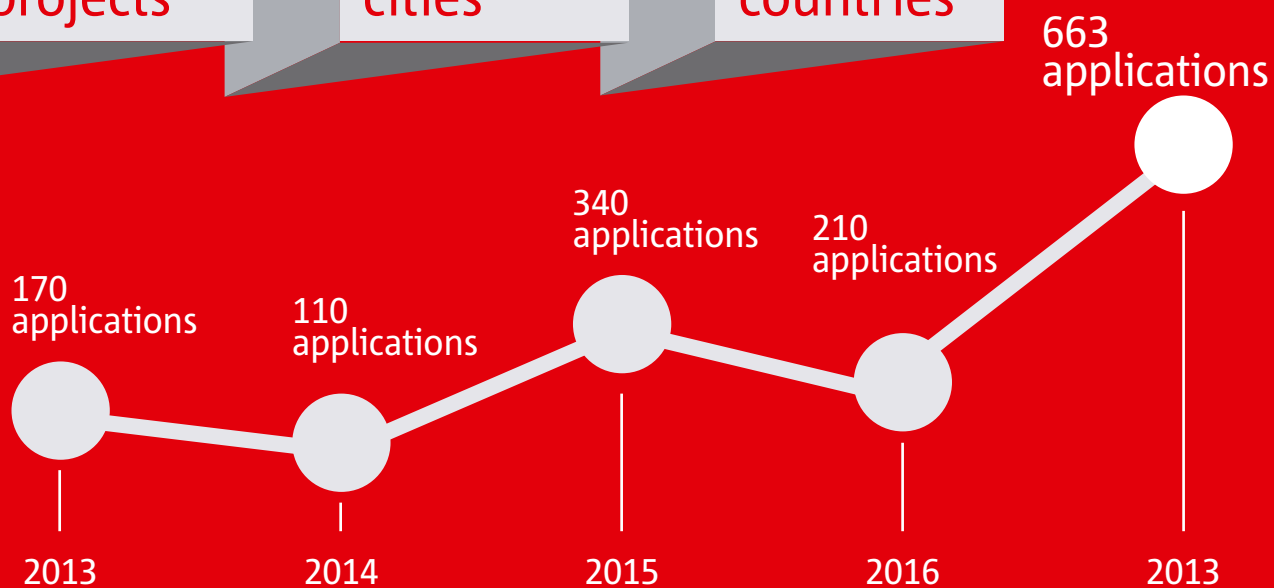 projects
cities
countries
663
applications
340
applications
210
applications
170
applications
110
applications
2013
2014
2015
2016
2013